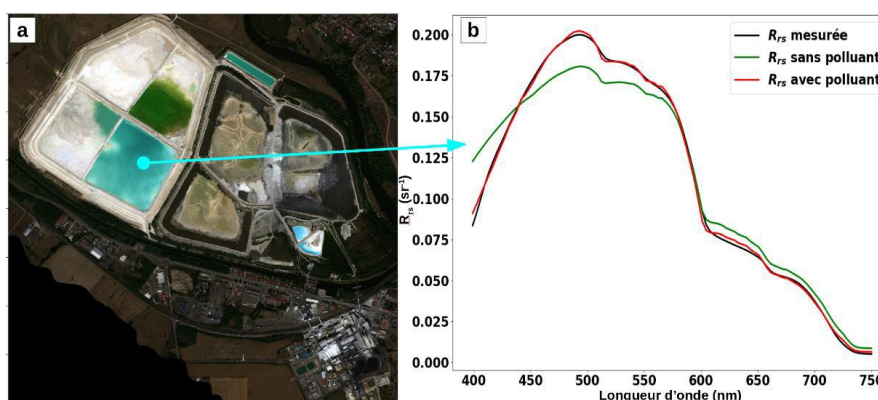 a
b
R_rs mesurée
R_rs sans polluant
R_rs avec polluant
R_rs (sr⁻¹)
0.200
0.175
0.150
0.125
0.100
0.075
0.050
0.025
0.000
400 450 500 550 600 650 700 750
Longueur d'onde (nm)